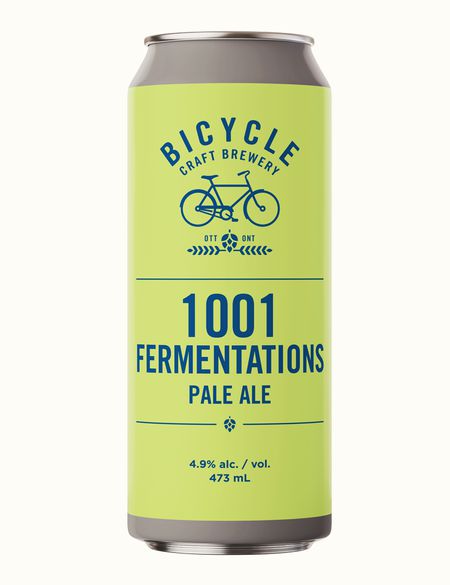 BICYCLE
CRAFT BREWERY
OTT ONT
1001
FERMENTATIONS
PALE ALE
4.9% alc. / vol.
473 mL